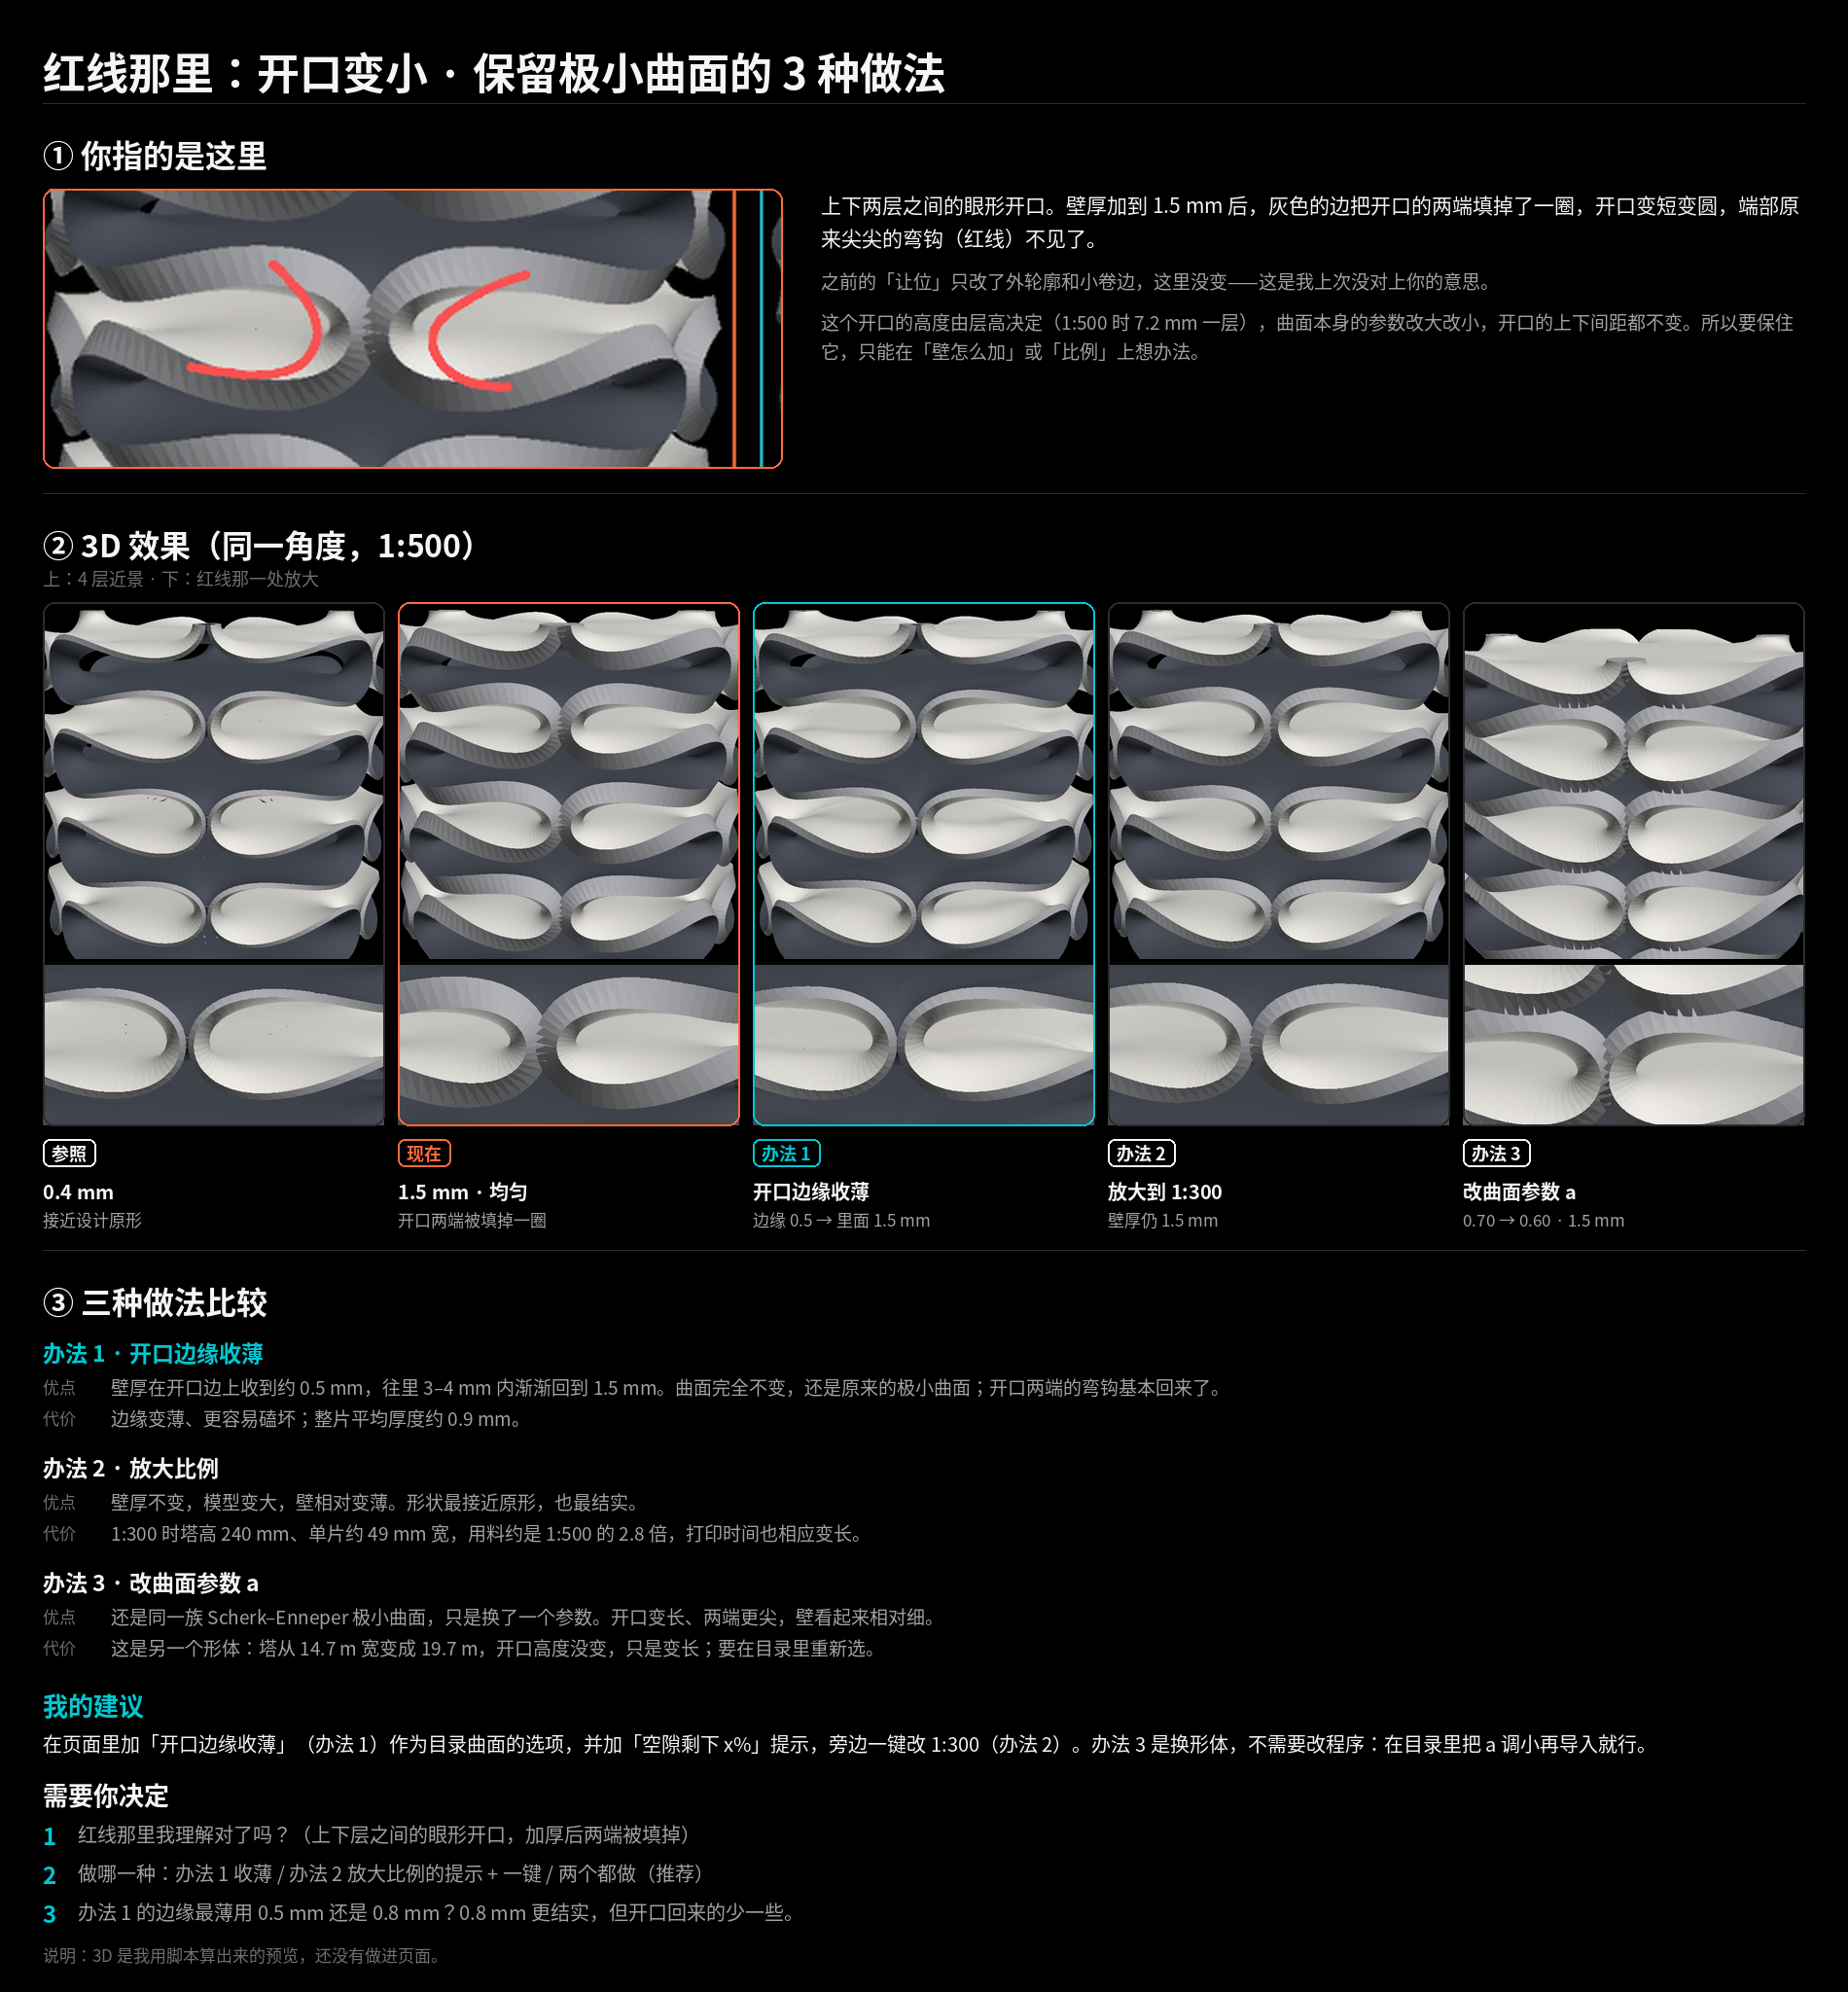 红线那里：开口变小 · 保留极小曲面的 3 种做法
① 你指的是这里
上下两层之间的眼形开口。壁厚加到 1.5 mm 后，灰色的边把开口的两端填掉了一圈，开口变短变圆，端部原
来尖尖的弯钩（红线）不见了。
之前的「让位」只改了外轮廓和小卷边，这里没变——这是我上次没对上你的意思。
这个开口的高度由层高决定（1:500 时 7.2 mm 一层），曲面本身的参数改大改小，开口的上下间距都不变。所以要保住
它，只能在「壁怎么加」或「比例」上想办法。
② 3D 效果（同一角度，1:500）
上：4 层近景 · 下：红线那一处放大
参照
0.4 mm
接近设计原形
现在
1.5 mm · 均匀
开口两端被填掉一圈
办法 1
开口边缘收薄
边缘 0.5 → 里面 1.5 mm
办法 2
放大到 1:300
壁厚仍 1.5 mm
办法 3
改曲面参数 a
0.70 → 0.60 · 1.5 mm
③ 三种做法比较
办法 1 · 开口边缘收薄
优点 壁厚在开口边上收到约 0.5 mm，往里 3–4 mm 内渐渐回到 1.5 mm。曲面完全不变，还是原来的极小曲面；开口两端的弯钩基本回来了。
代价 边缘变薄、更容易磕坏；整片平均厚度约 0.9 mm。
办法 2 · 放大比例
优点 壁厚不变，模型变大，壁相对变薄。形状最接近原形，也最结实。
代价 1:300 时塔高 240 mm、单片约 49 mm 宽，用料约是 1:500 的 2.8 倍，打印时间也相应变长。
办法 3 · 改曲面参数 a
优点 还是同一族 Scherk–Enneper 极小曲面，只是换了一个参数。开口变长、两端更尖，壁看起来相对细。
代价 这是另一个形体：塔从 14.7 m 宽变成 19.7 m，开口高度没变，只是变长；要在目录里重新选。
我的建议
在页面里加「开口边缘收薄」（办法 1）作为目录曲面的选项，并加「空隙剩下 x%」提示，旁边一键改 1:300（办法 2）。办法 3 是换形体，不需要改程序：在目录里把 a 调小再导入就行。
需要你决定
1 红线那里我理解对了吗？（上下层之间的眼形开口，加厚后两端被填掉）
2 做哪一种：办法 1 收薄 / 办法 2 放大比例的提示 + 一键 / 两个都做（推荐）
3 办法 1 的边缘最薄用 0.5 mm 还是 0.8 mm？0.8 mm 更结实，但开口回来的少一些。
说明：3D 是我用脚本算出来的预览，还没有做进页面。